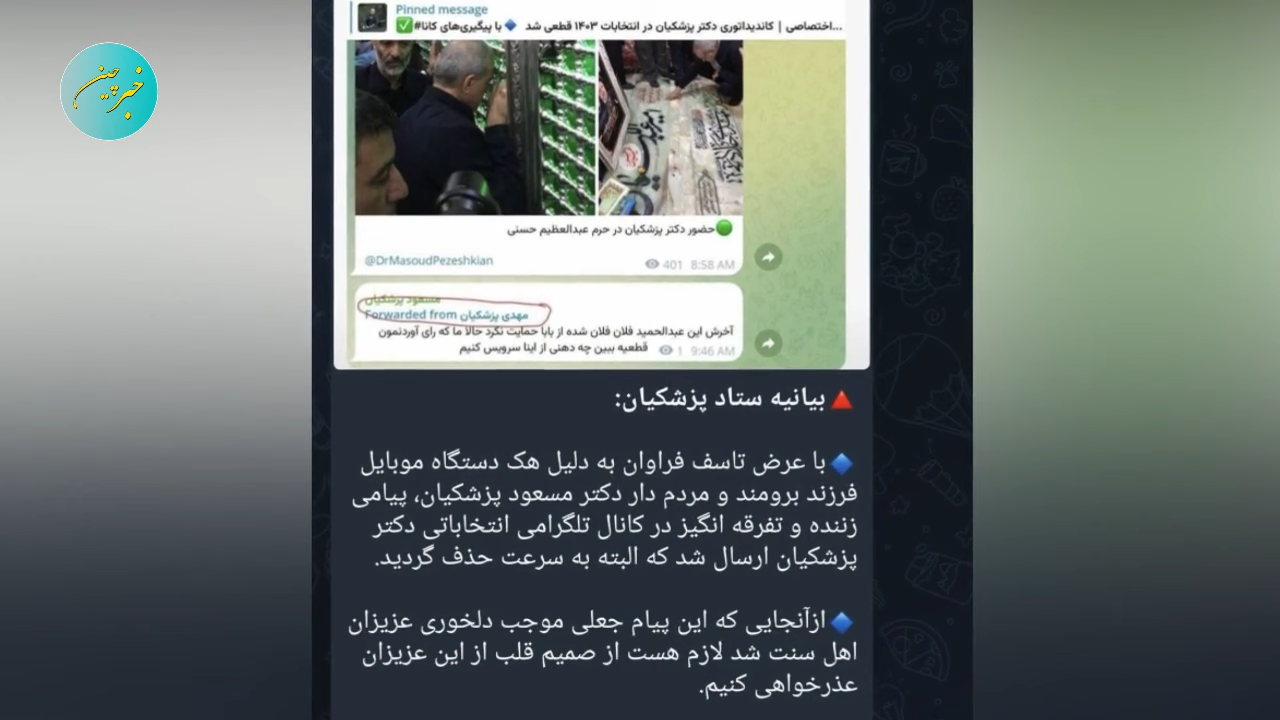 Pinned message
اختصاصی | کاندیداتوری دکتر پزشکیان در انتخابات ۱۴۰۳ قطعی شد 🔹 با پیگیری‌های کانا#✅...
خبرچین
🟢حضور دکتر پزشکیان در حرم عبدالعظیم حسنی
@DrMasoudPezeshkian
401 8:58 AM
مسعود پزشکیان
Forwarded from مهدی پزشکیان
آخرش این عبدالحمید فلان فلان شده از بابا حمایت نکرد حالا ما که رای آوردنمون
قطعیه ببین چه دهنی از اینا سرویس کنیم
1 9:46 AM
🔺بیانیه ستاد پزشکیان:
🔷با عرض تاسف فراوان به دلیل هک دستگاه موبایل
فرزند برومند و مردم دار دکتر مسعود پزشکیان، پیامی
زننده و تفرقه انگیز در کانال تلگرامی انتخاباتی دکتر
پزشکیان ارسال شد که البته به سرعت حذف گردید.
🔷ازآنجایی که این پیام جعلی موجب دلخوری عزیزان
اهل سنت شد لازم هست از صمیم قلب از این عزیزان
عذرخواهی کنیم.